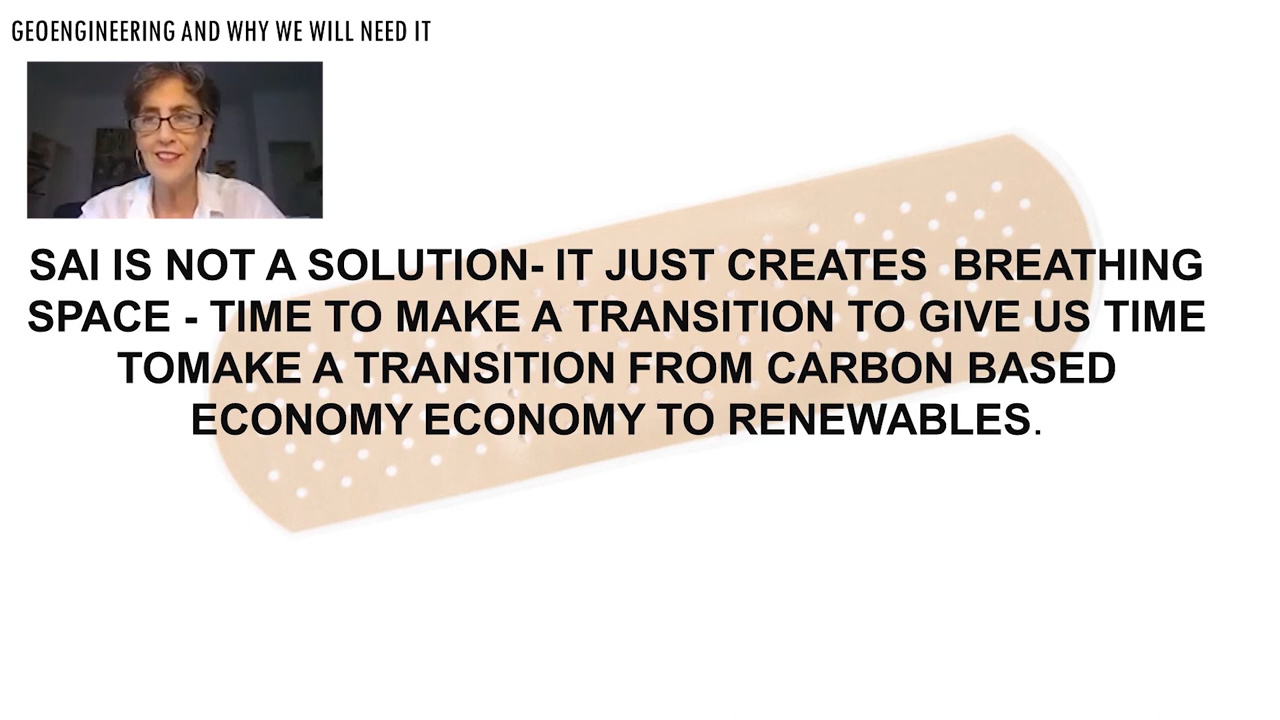 GEOENGINEERING AND WHY WE WILL NEED IT
SAI IS NOT A SOLUTION- IT JUST CREATES  BREATHING
SPACE - TIME TO MAKE A TRANSITION TO GIVE US TIME
TOMAKE A TRANSITION FROM CARBON BASED
ECONOMY ECONOMY TO RENEWABLES.